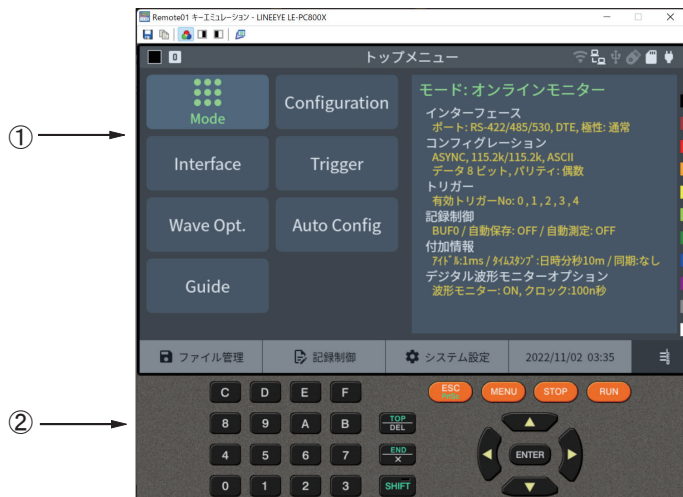 Remote01 キーエミュレーション - LINEEYE LE-PC800X
0
トップメニュー
①
Mode
Configuration
Interface
Trigger
Wave Opt.
Auto Config
Guide
モード: オンラインモニター
インターフェース
ポート: RS-422/485/530, DTE, 極性: 通常
コンフィグレーション
ASYNC, 115.2k/115.2k, ASCII
データ 8 ビット, パリティ: 偶数
トリガー
有効トリガーNo: 0 , 1 , 2 , 3 , 4
記録制御
BUF0 / 自動保存: OFF / 自動測定: OFF
付加情報
ｱｲﾄﾞﾙ:1ms / ﾀｲﾑｽﾀﾝﾌﾟ:日時分秒10m / 同期:なし
デジタル波形モニターオプション
波形モニター: ON, クロック:100n秒
ファイル管理
記録制御
システム設定
2022/11/02 03:35
②
C D E F
8 9 A B
4 5 6 7
0 1 2 3
TOP
DEL
END
×
SHIFT
ESC
PrtSc
MENU
STOP
RUN
ENTER